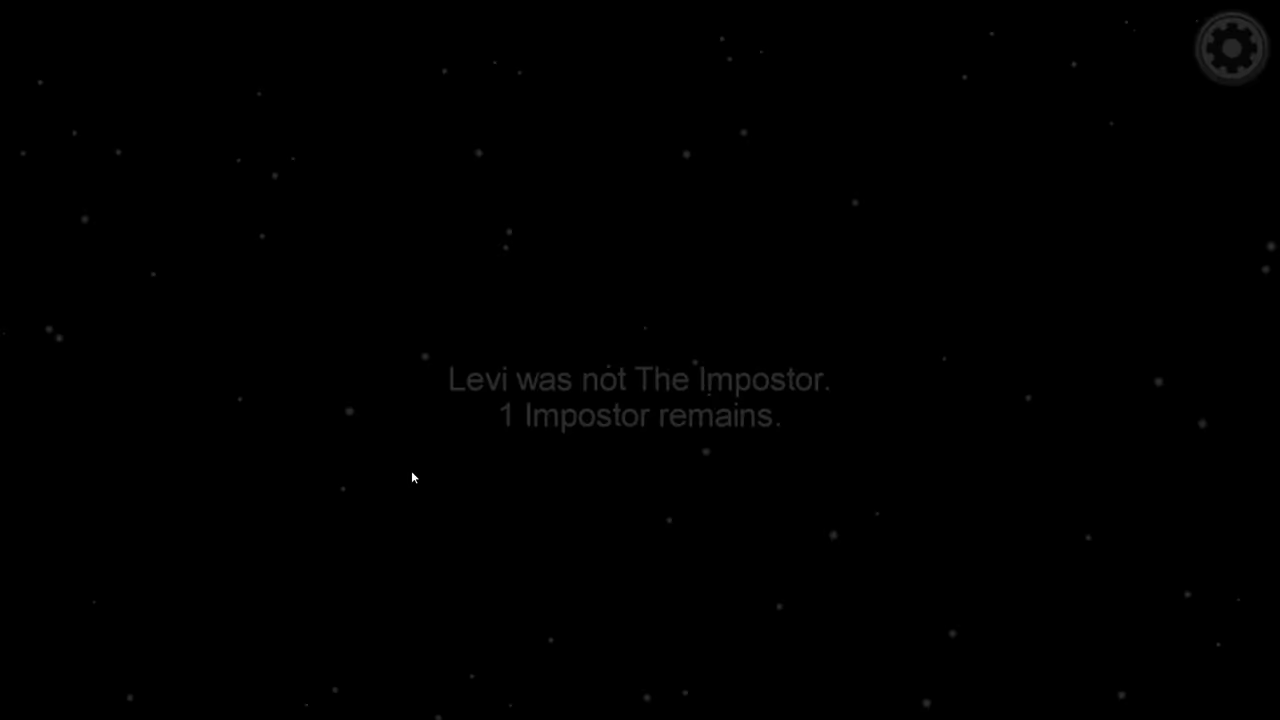 Levi was not The Impostor.
1 Impostor remains.